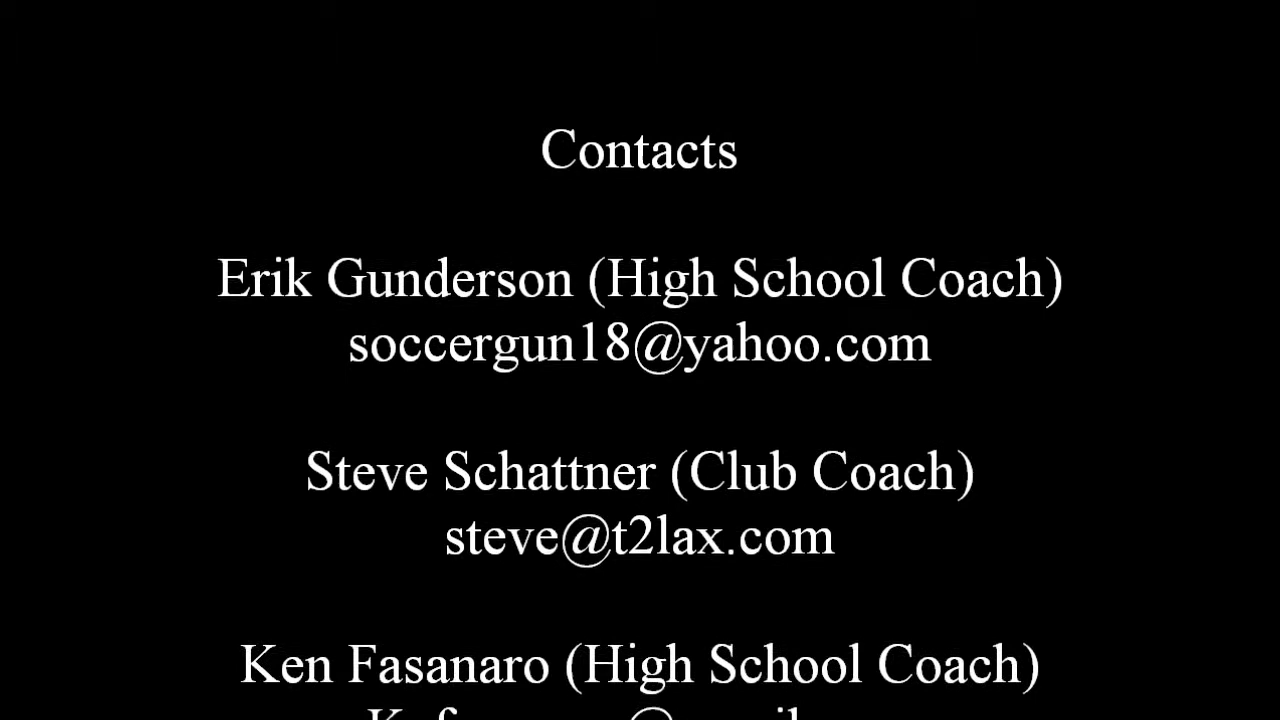 Contacts
Erik Gunderson (High School Coach)
soccergun18@yahoo.com
Steve Schattner (Club Coach)
steve@t2lax.com
Ken Fasanaro (High School Coach)